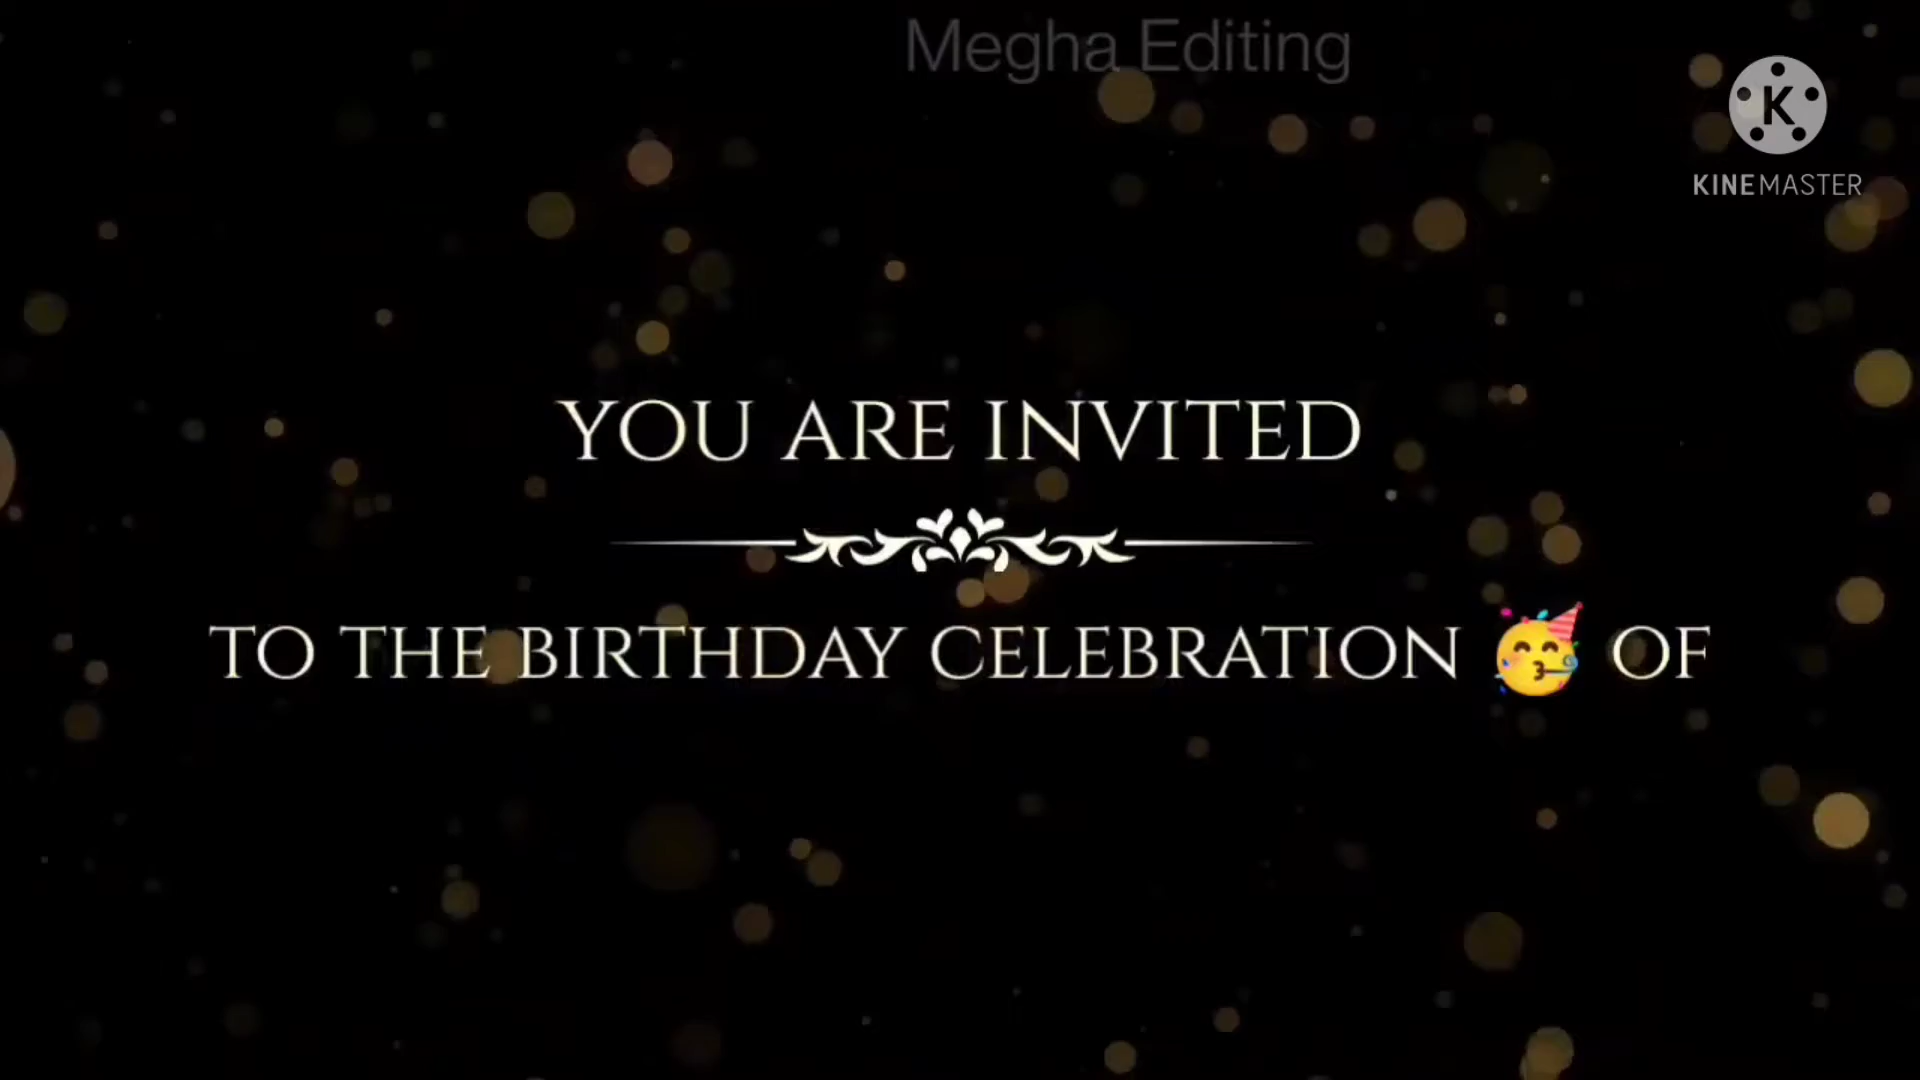 Megha Editing
K
KINEMASTER
YOU ARE INVITED
TO THE BIRTHDAY CELEBRATION 🥳 OF